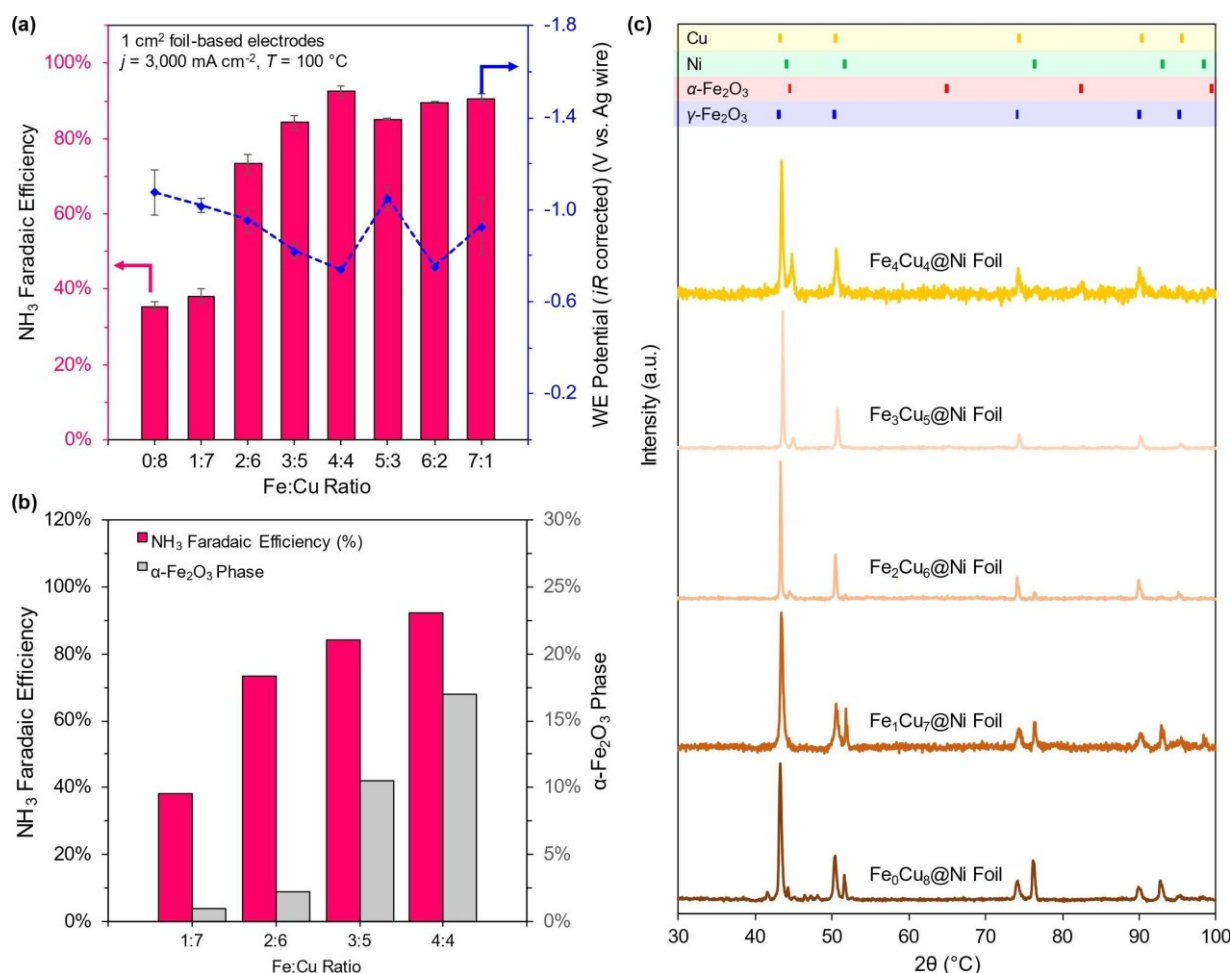 (a)
1 cm² foil-based electrodes
j = 3,000 mA cm⁻², T = 100 °C
NH₃ Faradaic Efficiency
100%
80%
60%
40%
20%
0%
WE Potential (iR corrected) (V vs. Ag wire)
-1.8
-1.4
-1.0
-0.6
-0.2
0:8 1:7 2:6 3:5 4:4 5:3 6:2 7:1
Fe:Cu Ratio
(b)
NH₃ Faradaic Efficiency (%)
α-Fe₂O₃ Phase
NH₃ Faradaic Efficiency
120%
100%
80%
60%
40%
20%
0%
α-Fe₂O₃ Phase
30%
25%
20%
15%
10%
5%
0%
1:7 2:6 3:5 4:4
Fe:Cu Ratio
(c)
Cu
Ni
α-Fe₂O₃
γ-Fe₂O₃
Intensity (a.u.)
Fe₄Cu₄@Ni Foil
Fe₃Cu₅@Ni Foil
Fe₂Cu₆@Ni Foil
Fe₁Cu₇@Ni Foil
Fe₀Cu₈@Ni Foil
30 40 50 60 70 80 90 100
2θ (°C)